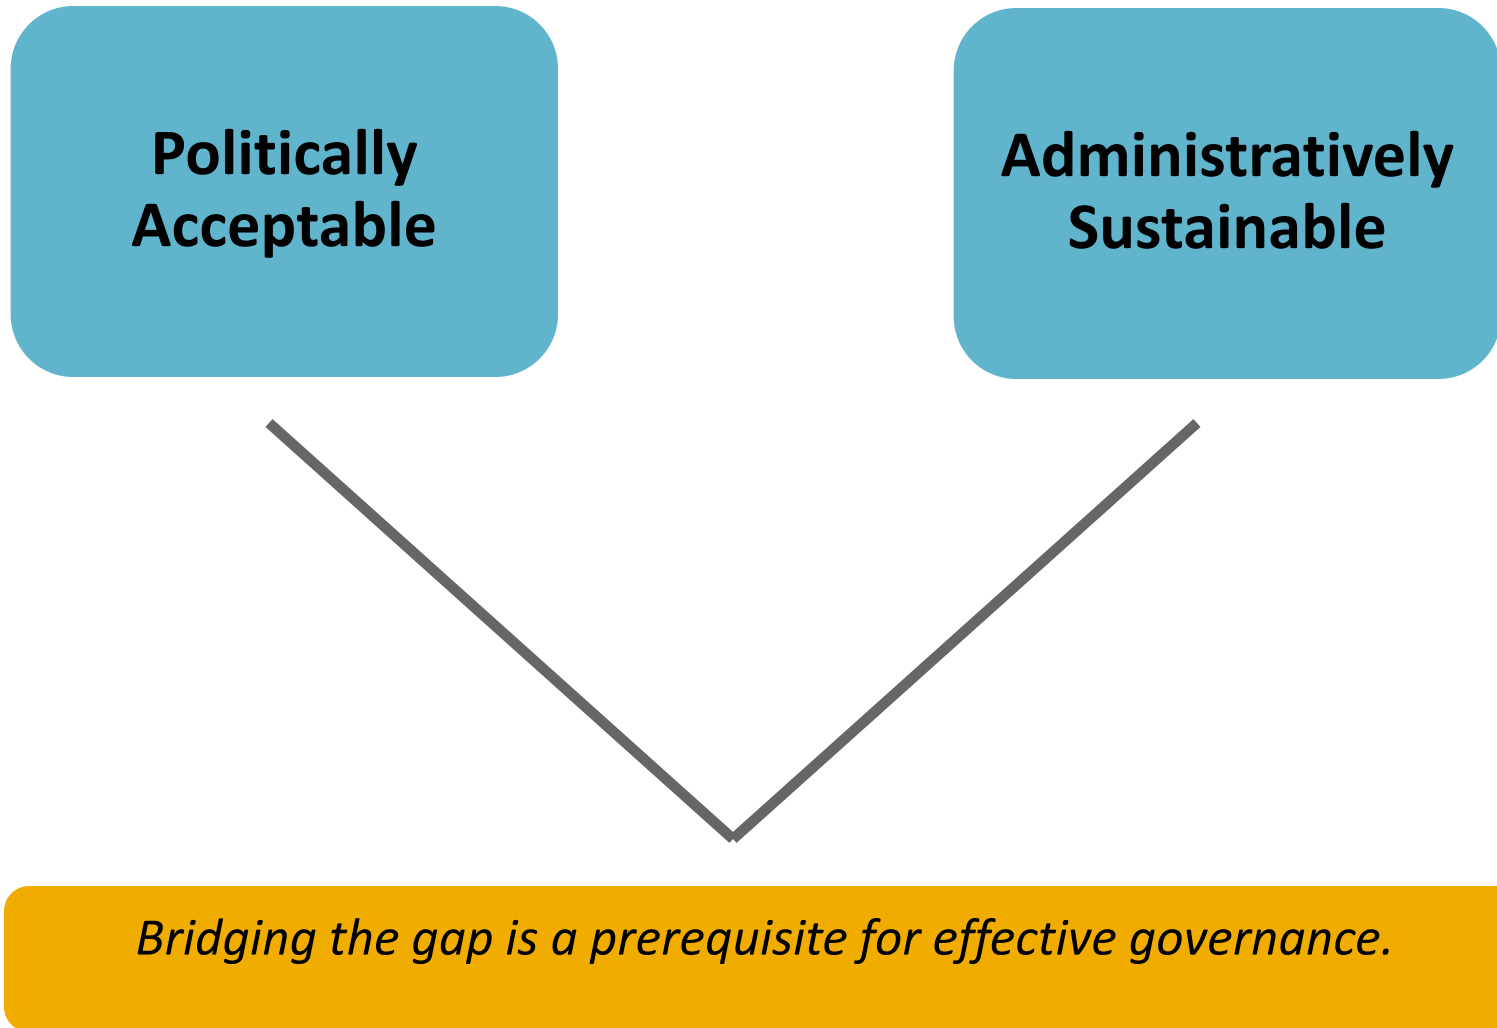 Politically
Acceptable
Administratively
Sustainable
Bridging the gap is a prerequisite for effective governance.